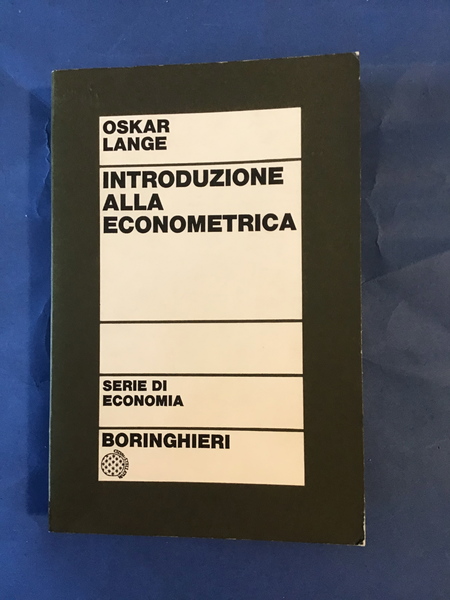 OSKAR
LANGE
INTRODUZIONE
ALLA
ECONOMETRICA
SERIE DI
ECONOMIA
BORINGHIERI